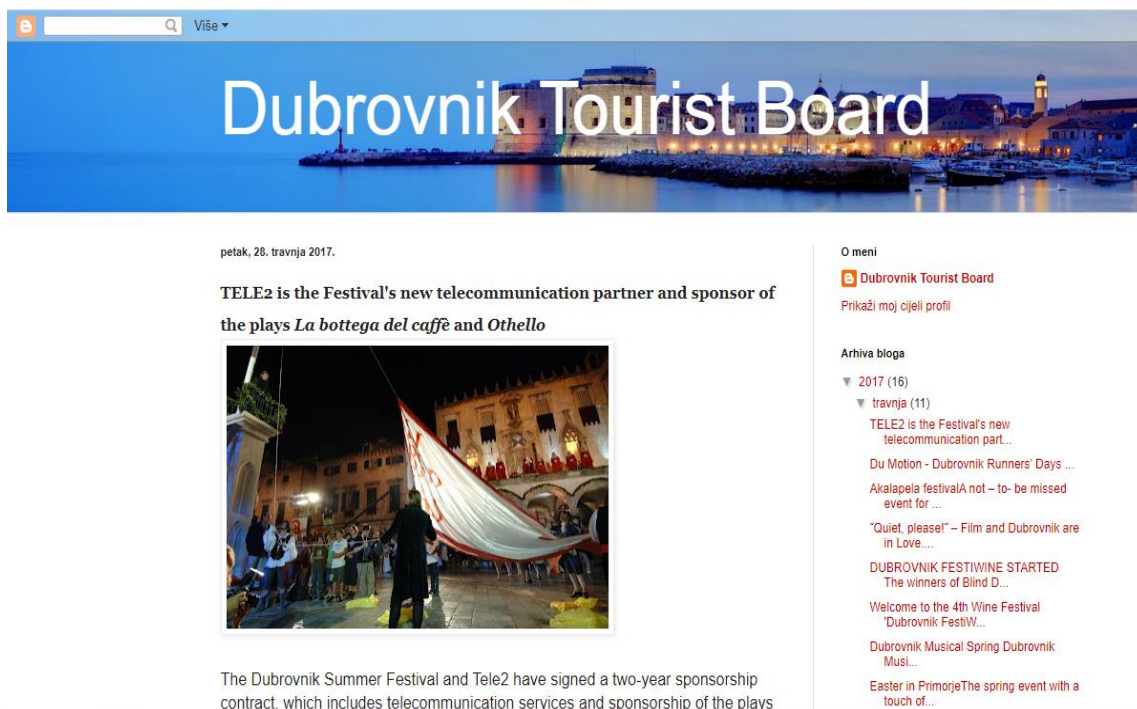 Više
Dubrovnik Tourist Board
petak, 28. travnja 2017.
TELE2 is the Festival's new telecommunication partner and sponsor of
the plays La bottega del caffè and Othello
The Dubrovnik Summer Festival and Tele2 have signed a two-year sponsorship
contract, which includes telecommunication services and sponsorship of the plays
O meni
Dubrovnik Tourist Board
Prikaži moj cijeli profil
Arhiva bloga
▼ 2017 (16)
▼ travnja (11)
TELE2 is the Festival's new
telecommunication part...
Du Motion - Dubrovnik Runners' Days ...
Akalapela festivalA not – to- be missed
event for ...
"Quiet, please!" – Film and Dubrovnik are
in Love....
DUBROVNIK FESTIWINE STARTED
The winners of Blind D...
Welcome to the 4th Wine Festival
'Dubrovnik FestiW...
Dubrovnik Musical Spring Dubrovnik
Musi...
Easter in PrimorjeThe spring event with a
touch of...